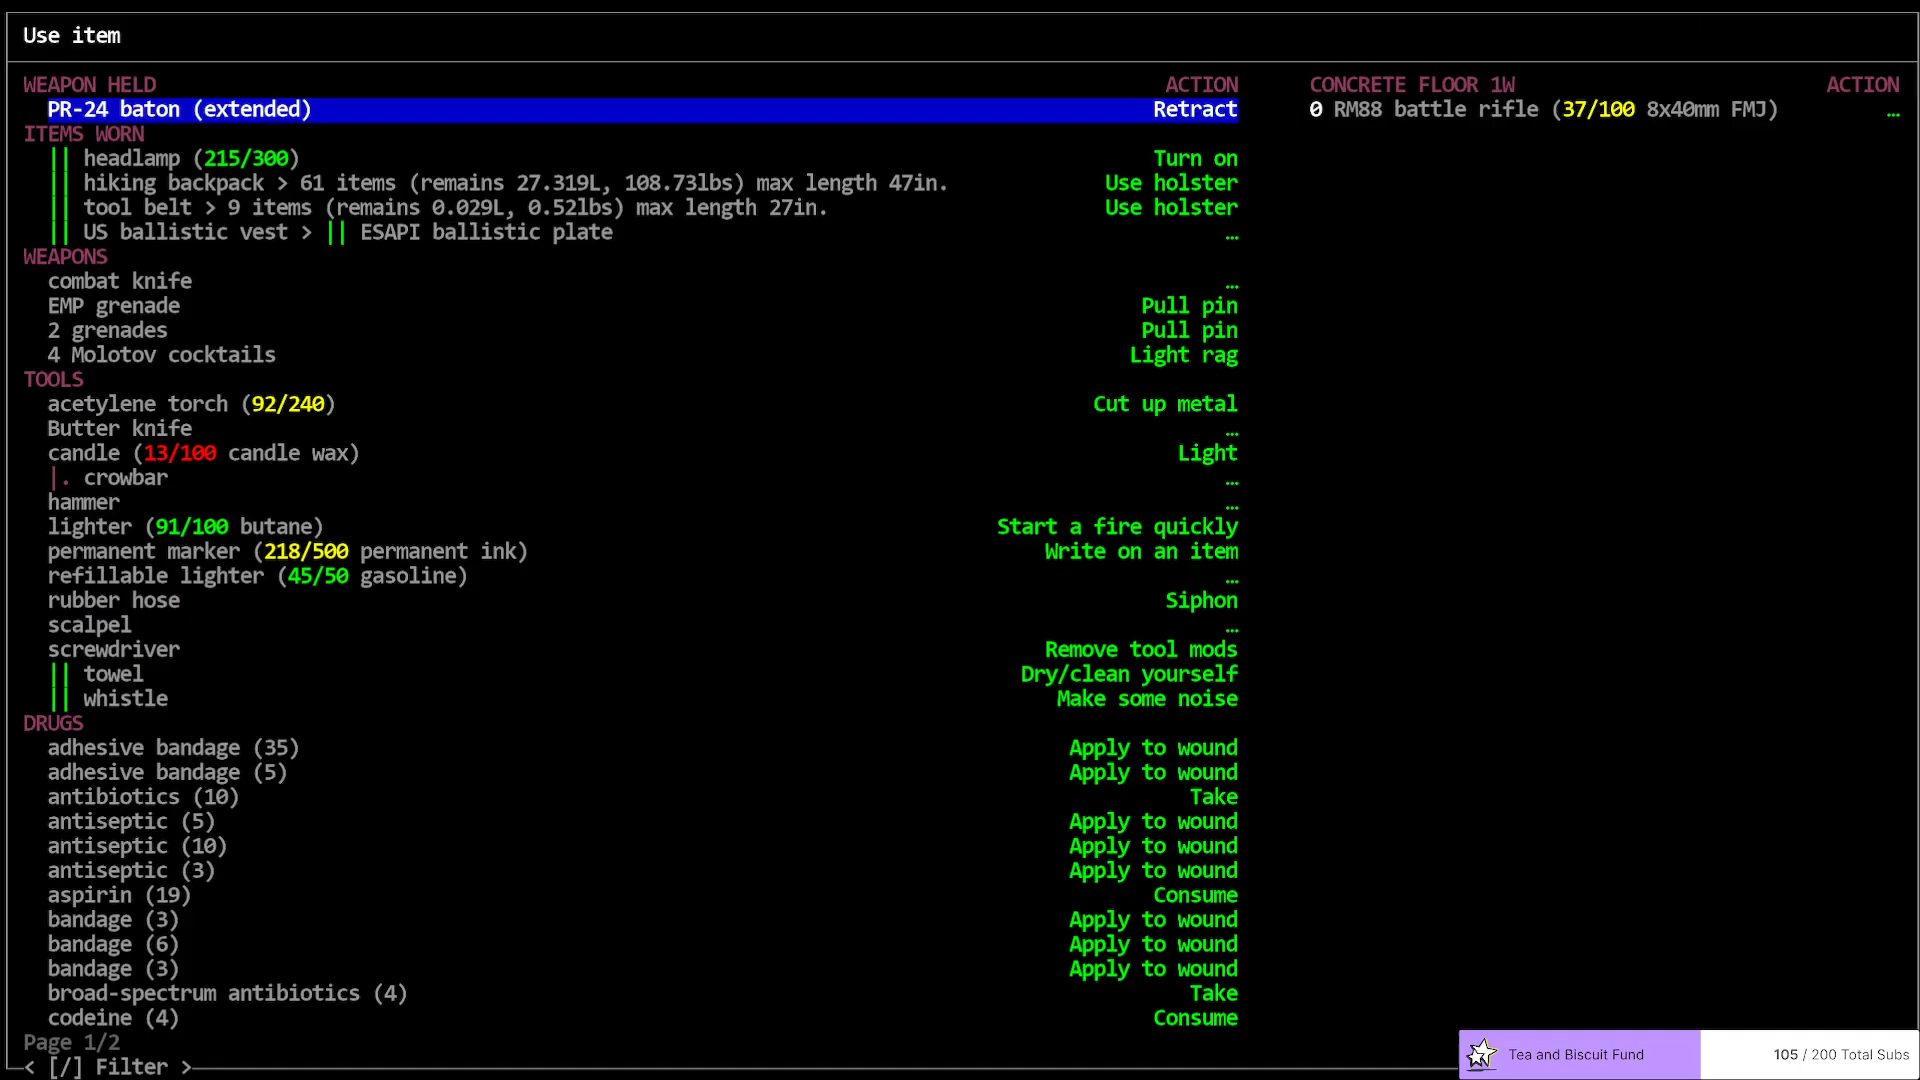 Use item
WEAPON HELD ACTION
PR-24 baton (extended) Retract
ITEMS WORN
|| headlamp (215/300) Turn on
|| hiking backpack > 61 items (remains 27.319L, 108.73lbs) max length 47in. Use holster
|| tool belt > 9 items (remains 0.029L, 0.52lbs) max length 27in. Use holster
|| US ballistic vest > || ESAPI ballistic plate …
WEAPONS
combat knife …
EMP grenade Pull pin
2 grenades Pull pin
4 Molotov cocktails Light rag
TOOLS
acetylene torch (92/240) Cut up metal
Butter knife …
candle (13/100 candle wax) Light
|. crowbar …
hammer …
lighter (91/100 butane) Start a fire quickly
permanent marker (218/500 permanent ink) Write on an item
refillable lighter (45/50 gasoline) …
rubber hose Siphon
scalpel …
screwdriver Remove tool mods
|| towel Dry/clean yourself
|| whistle Make some noise
DRUGS
adhesive bandage (35) Apply to wound
adhesive bandage (5) Apply to wound
antibiotics (10) Take
antiseptic (5) Apply to wound
antiseptic (10) Apply to wound
antiseptic (3) Apply to wound
aspirin (19) Consume
bandage (3) Apply to wound
bandage (6) Apply to wound
bandage (3) Apply to wound
broad-spectrum antibiotics (4) Take
codeine (4) Consume
Page 1/2
< [/] Filter >
CONCRETE FLOOR 1W ACTION
0 RM88 battle rifle (37/100 8x40mm FMJ) …
Tea and Biscuit Fund 105 / 200 Total Subs